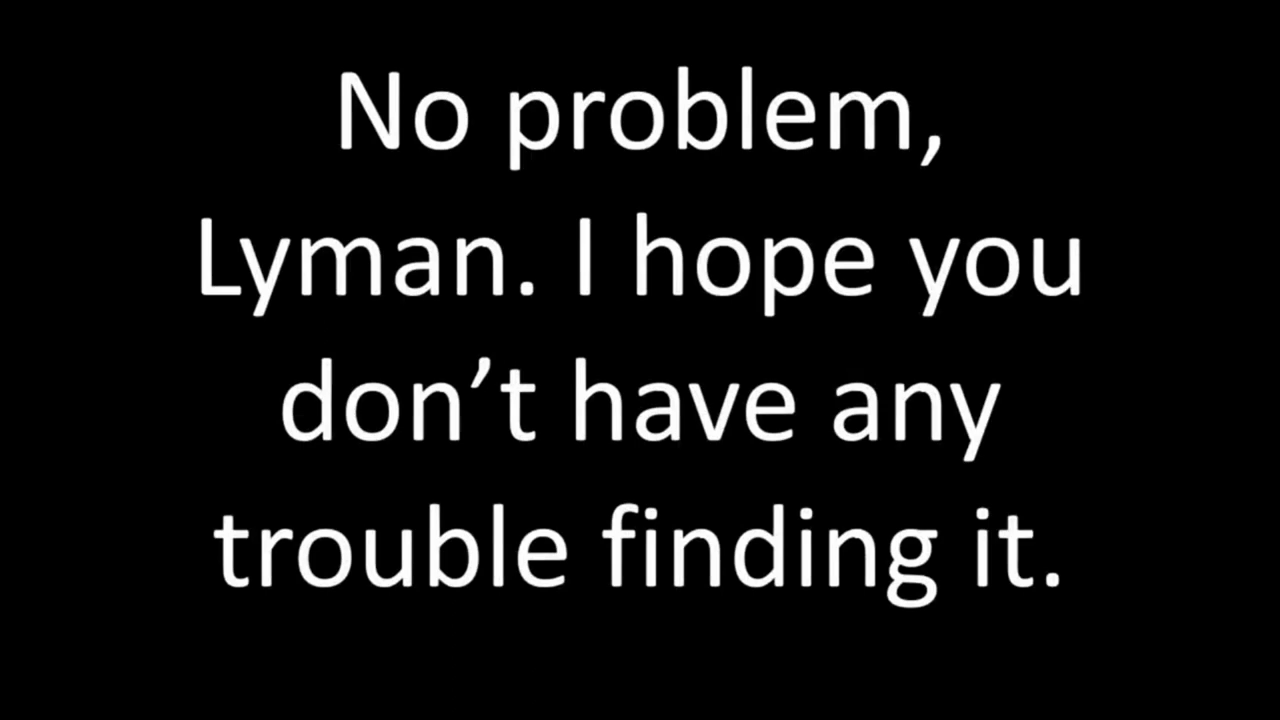 No problem,
Lyman. I hope you
don’t have any
trouble finding it.